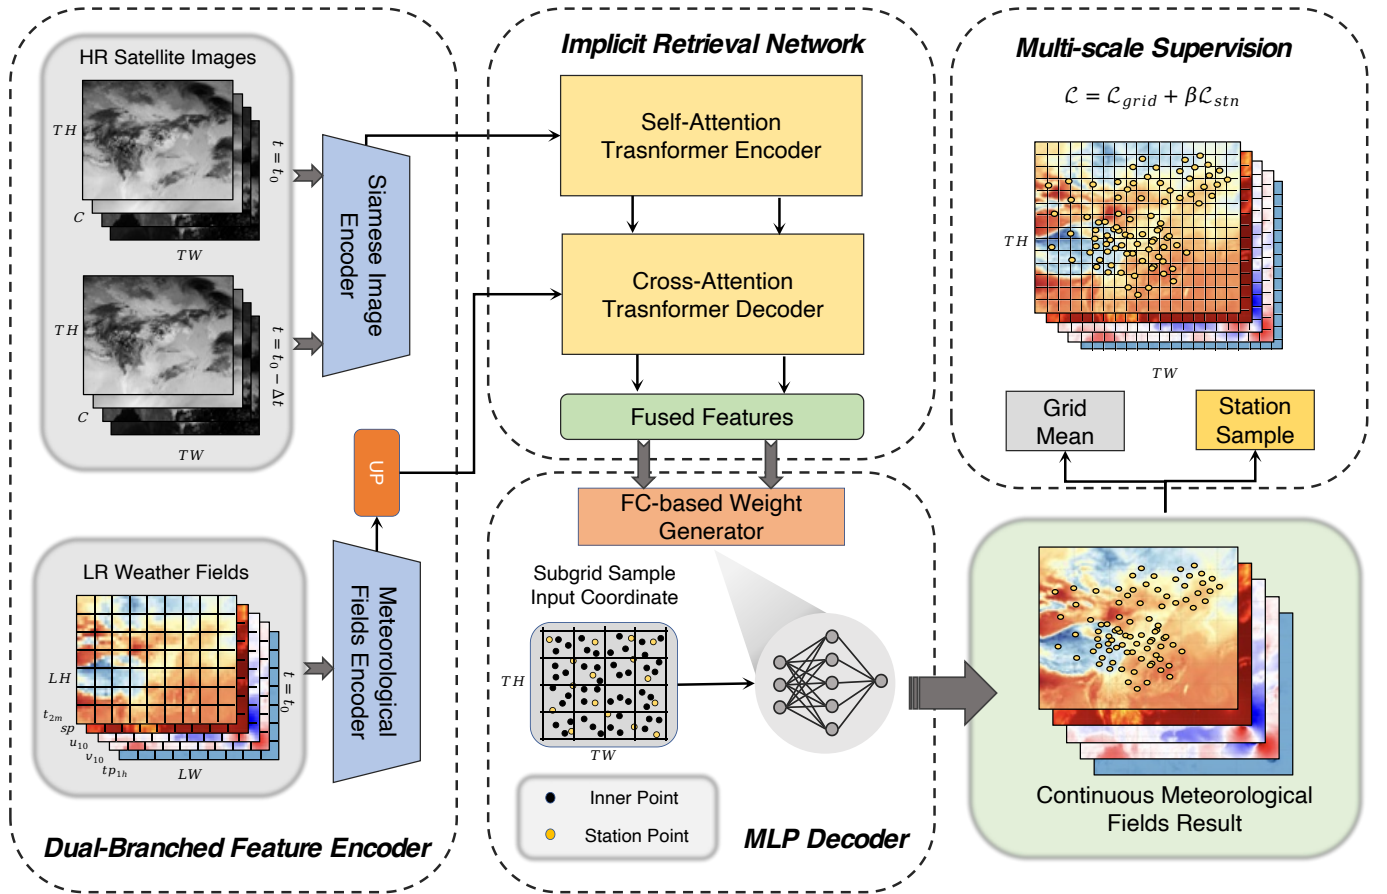 HR Satellite Images
TH
C
TW
t = t₀
TH
C
TW
t = t₀ − Δt
Siamese Image
Encoder
UP
LR Weather Fields
LH
t₂ₘ
sp
u₁₀
v₁₀
tp₁ₕ
LW
t = t₀
Meteorological
Fields Encoder
Dual-Branched Feature Encoder
Implicit Retrieval Network
Self-Attention
Trasnformer Encoder
Cross-Attention
Trasnformer Decoder
Fused Features
FC-based Weight
Generator
Subgrid Sample
Input Coordinate
TH
TW
Inner Point
Station Point
MLP Decoder
Multi-scale Supervision
ℒ = ℒ_grid + βℒ_stn
TH
TW
Grid
Mean
Station
Sample
Continuous Meteorological
Fields Result